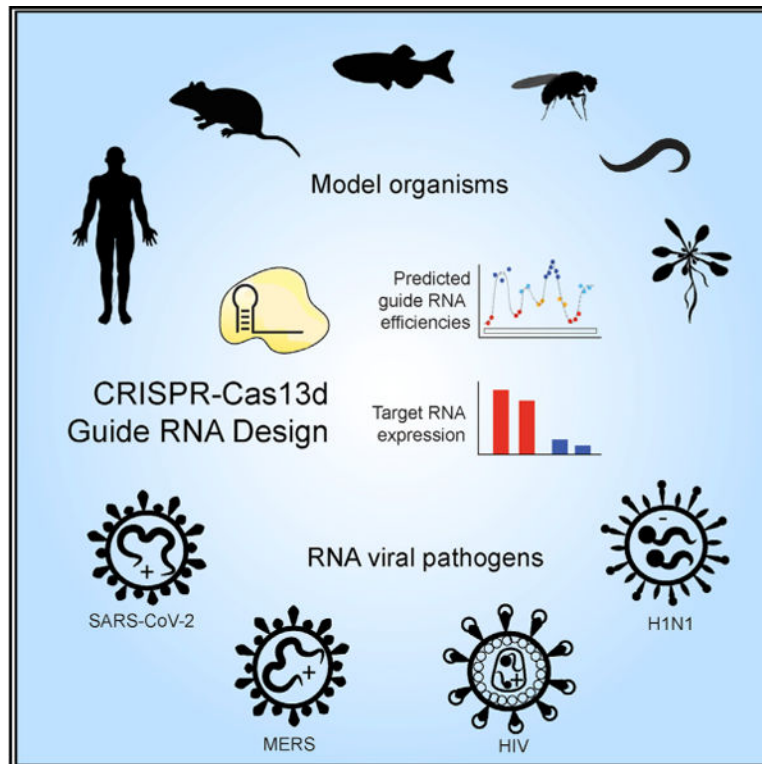 Model organisms
Predicted
guide RNA
efficiencies
CRISPR-Cas13d
Guide RNA Design
Target RNA
expression
RNA viral pathogens
-
+
SARS-CoV-2
+
MERS
+
HIV
H1N1